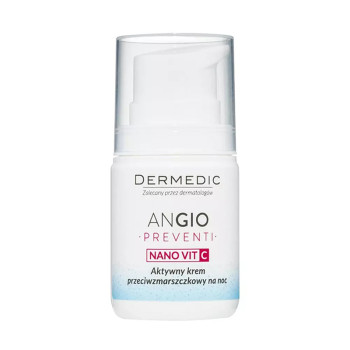 DERMEDIC
Zalecany przez dermatologów
ANGIO
·PREVENTI·
NANO VIT C
Aktywny krem
przeciwzmarszczkowy na noc